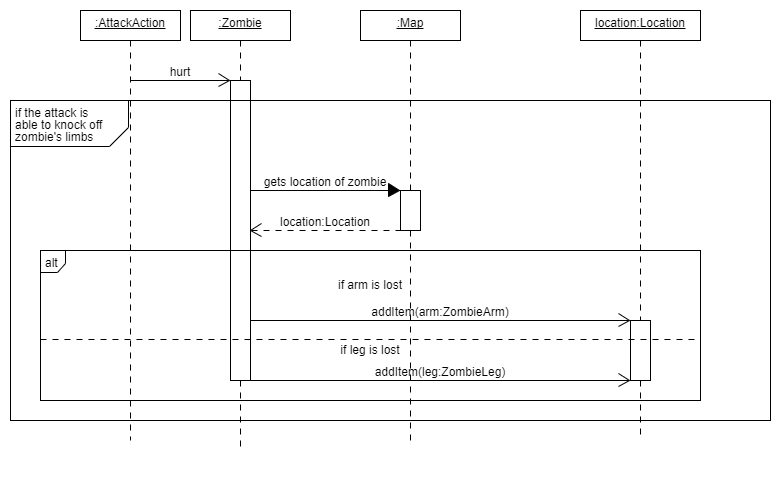 :AttackAction
:Zombie
:Map
location:Location
hurt
if the attack is
able to knock off
zombie's limbs
gets location of zombie
location:Location
alt
if arm is lost
addItem(arm:ZombieArm)
if leg is lost
addItem(leg:ZombieLeg)